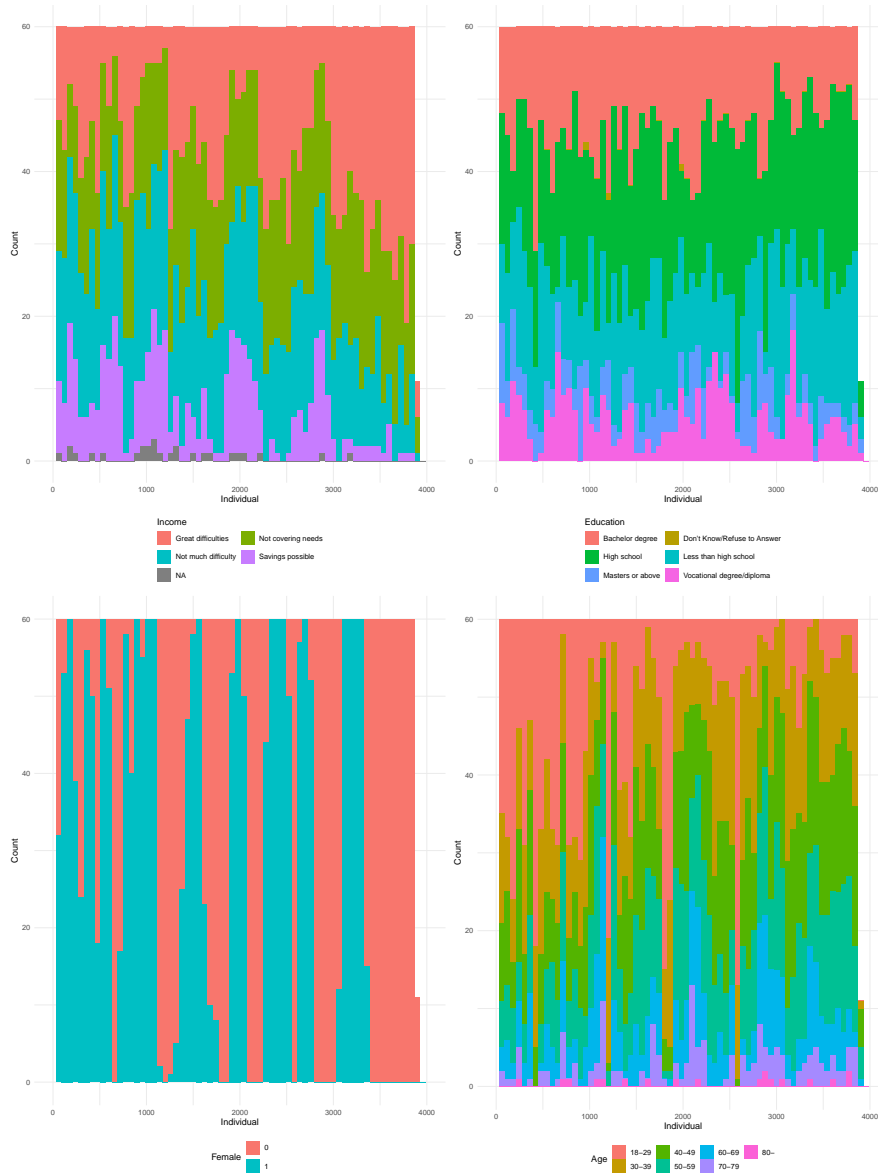 60
40
20
0
Count
0
1000
2000
3000
4000
Individual
Income
Great difficulties
Not covering needs
Not much difficulty
Savings possible
NA
60
40
20
0
Count
0
1000
2000
3000
4000
Individual
Education
Bachelor degree
Don't Know/Refuse to Answer
High school
Less than high school
Masters or above
Vocational degree/diploma
60
40
20
0
Count
0
1000
2000
3000
4000
Individual
Female
0
1
60
40
20
0
Count
0
1000
2000
3000
4000
Individual
Age
18-29
40-49
60-69
80-
30-39
50-59
70-79